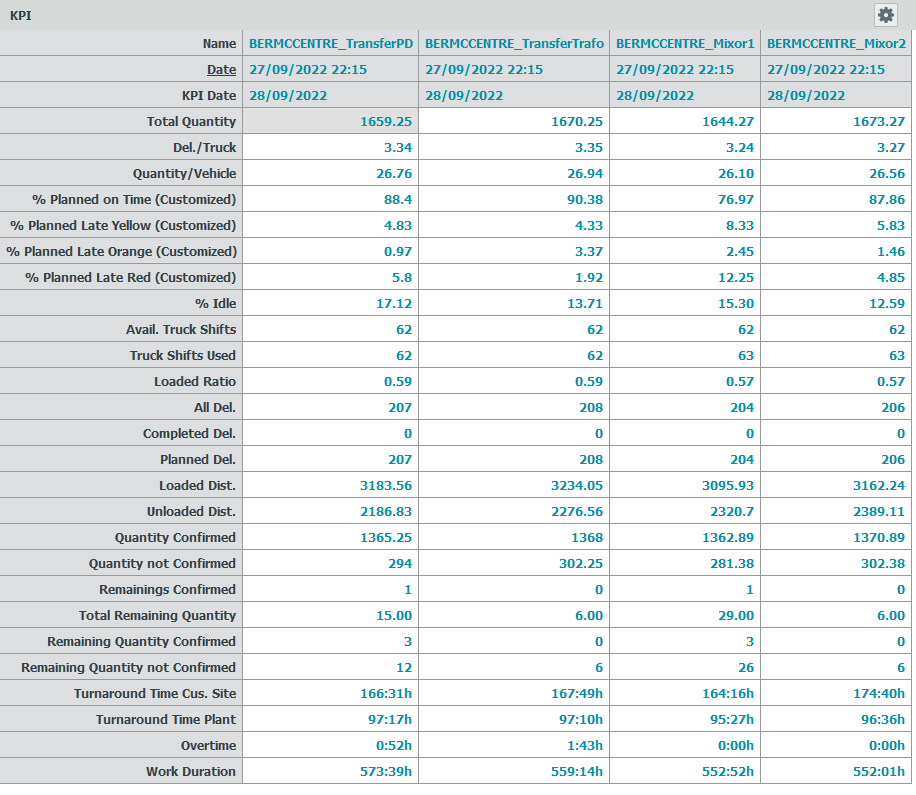 KPI
Name BERMCCENTRE_TransferPD BERMCCENTRE_TransferTrafo BERMCCENTRE_Mixor1 BERMCCENTRE_Mixor2
Date 27/09/2022 22:15 27/09/2022 22:15 27/09/2022 22:15 27/09/2022 22:15
KPI Date 28/09/2022 28/09/2022 28/09/2022 28/09/2022
Total Quantity 1659.25 1670.25 1644.27 1673.27
Del./Truck 3.34 3.35 3.24 3.27
Quantity/Vehicle 26.76 26.94 26.10 26.56
% Planned on Time (Customized) 88.4 90.38 76.97 87.86
% Planned Late Yellow (Customized) 4.83 4.33 8.33 5.83
% Planned Late Orange (Customized) 0.97 3.37 2.45 1.46
% Planned Late Red (Customized) 5.8 1.92 12.25 4.85
% Idle 17.12 13.71 15.30 12.59
Avail. Truck Shifts 62 62 62 62
Truck Shifts Used 62 62 63 63
Loaded Ratio 0.59 0.59 0.57 0.57
All Del. 207 208 204 206
Completed Del. 0 0 0 0
Planned Del. 207 208 204 206
Loaded Dist. 3183.56 3234.05 3095.93 3162.24
Unloaded Dist. 2186.83 2276.56 2320.7 2389.11
Quantity Confirmed 1365.25 1368 1362.89 1370.89
Quantity not Confirmed 294 302.25 281.38 302.38
Remainings Confirmed 1 0 1 0
Total Remaining Quantity 15.00 6.00 29.00 6.00
Remaining Quantity Confirmed 3 0 3 0
Remaining Quantity not Confirmed 12 6 26 6
Turnaround Time Cus. Site 166:31h 167:49h 164:16h 174:40h
Turnaround Time Plant 97:17h 97:10h 95:27h 96:36h
Overtime 0:52h 1:43h 0:00h 0:00h
Work Duration 573:39h 559:14h 552:52h 552:01h